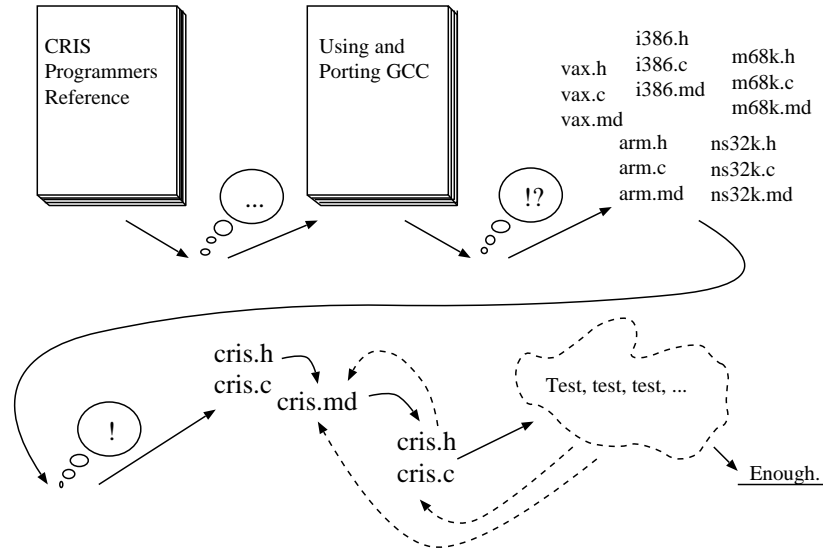 CRIS
Programmers
Reference
Using and
Porting GCC
...
!?
vax.h
vax.c
vax.md
i386.h
i386.c
i386.md
m68k.h
m68k.c
m68k.md
arm.h
arm.c
arm.md
ns32k.h
ns32k.c
ns32k.md
!
cris.h
cris.c
cris.md
cris.h
cris.c
Test, test, test, ...
Enough.